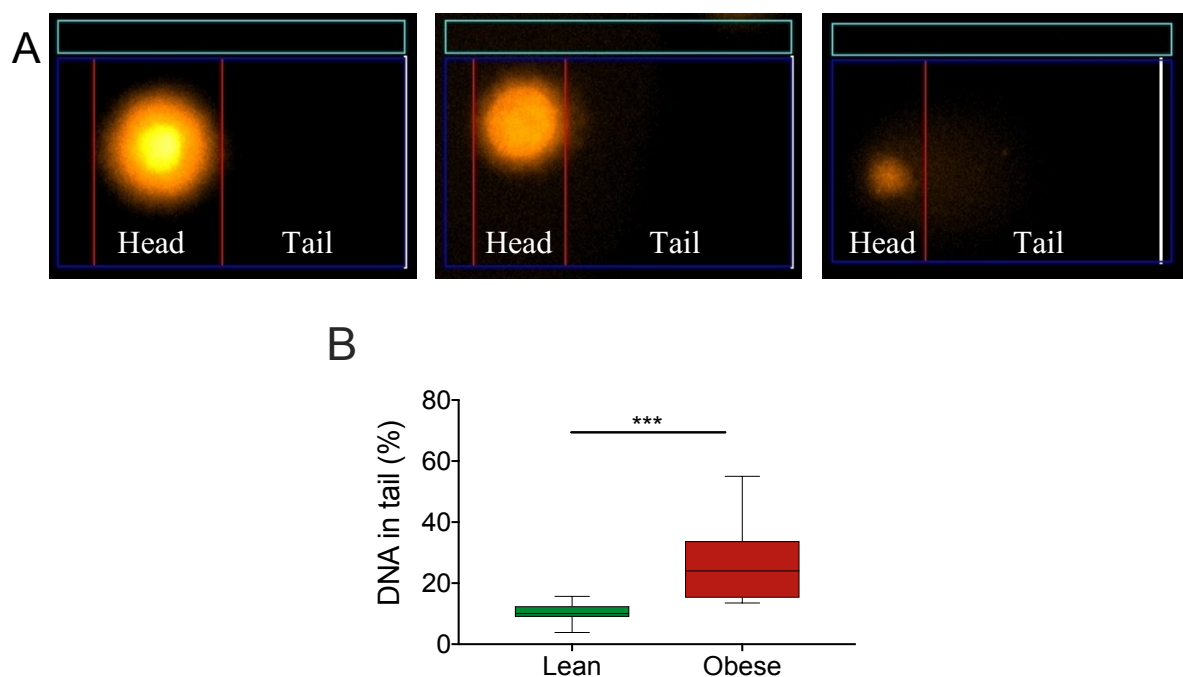 A
Head Tail
Head Tail
Head Tail
B
DNA in tail (%)
80
60
40
20
0
***
Lean Obese